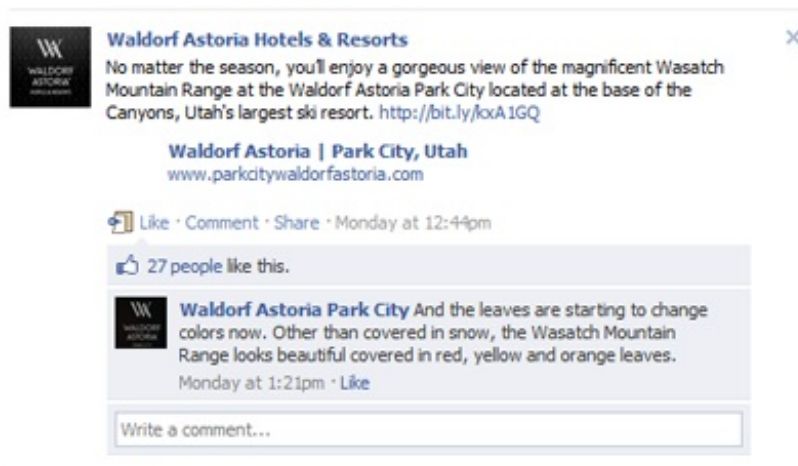 WALDORF
ASTORIA
Waldorf Astoria Hotels & Resorts
No matter the season, you'll enjoy a gorgeous view of the magnificent Wasatch
Mountain Range at the Waldorf Astoria Park City located at the base of the
Canyons, Utah's largest ski resort. http://bit.ly/kxA1GQ
Waldorf Astoria | Park City, Utah
www.parkcitywaldorfastoria.com
Like · Comment · Share · Monday at 12:44pm
27 people like this.
WALDORF
ASTORIA
Waldorf Astoria Park City And the leaves are starting to change
colors now. Other than covered in snow, the Wasatch Mountain
Range looks beautiful covered in red, yellow and orange leaves.
Monday at 1:21pm · Like
Write a comment...